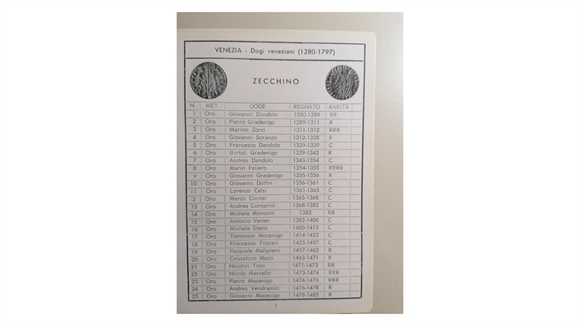 VENEZIA - Dogi veneziani (1280-1797)
ZECCHINO
N. MET. DOGE REGNATO RARITÀ
1 Oro Giovanni Dandolo 1280-1289 RR
2 Oro Pietro Gradenigo 1289-1311 R
3 Oro Marino Zorzi 1311-1312 RRR
4 Oro Giovanni Soranzo 1312-1328 R
5 Oro Francesco Dandolo 1329-1339 C
6 Oro Bartol. Gradenigo 1339-1342 R
7 Oro Andrea Dandolo 1343-1354 C
8 Oro Marin Faliero 1354-1355 RRRR
9 Oro Giovanni Gradenigo 1355-1356 R
10 Oro Giovanni Dolfin 1356-1361 C
11 Oro Lorenzo Celsi 1361-1365 C
2 Oro Marco Corner 1365-1368 C
13 Oro Andrea Contarini 1368-1382 C
14 Oro Michele Morosini 1382 RR
15 Oro Antonio Venier 1382-1400 C
16 Oro Michele Steno 1400-1413 C
17 Oro Tommaso Mocenigo 1414-1423 C
18 Oro Francesco Foscari 1423-1457 C
19 Oro Pasquale Malipiero 1457-1462 R
20 Oro Cristoforo Moro 1463-1471 R
21 Oro Nicolòn Tron 1471-1473 RR
22 Oro Nicolo Marcello 1473-1474 RRR
23 Oro Pietro Mocenigo 1474-1476 RRR
24 Oro Andrea Vendramin 1476-1478 R
25 Oro Giovanni Mocenigo 1478-1485 R